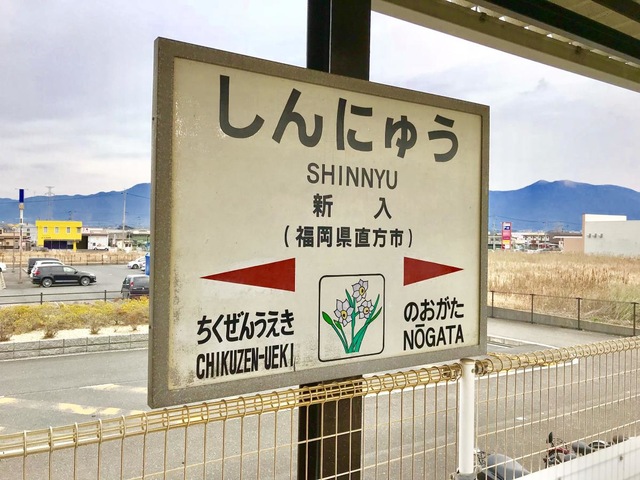 しんにゅう
SHINNYU
新 入
(福岡県直方市)
ちくぜんうえき
CHIKUZEN-UEKI
のおがた
NŌGATA